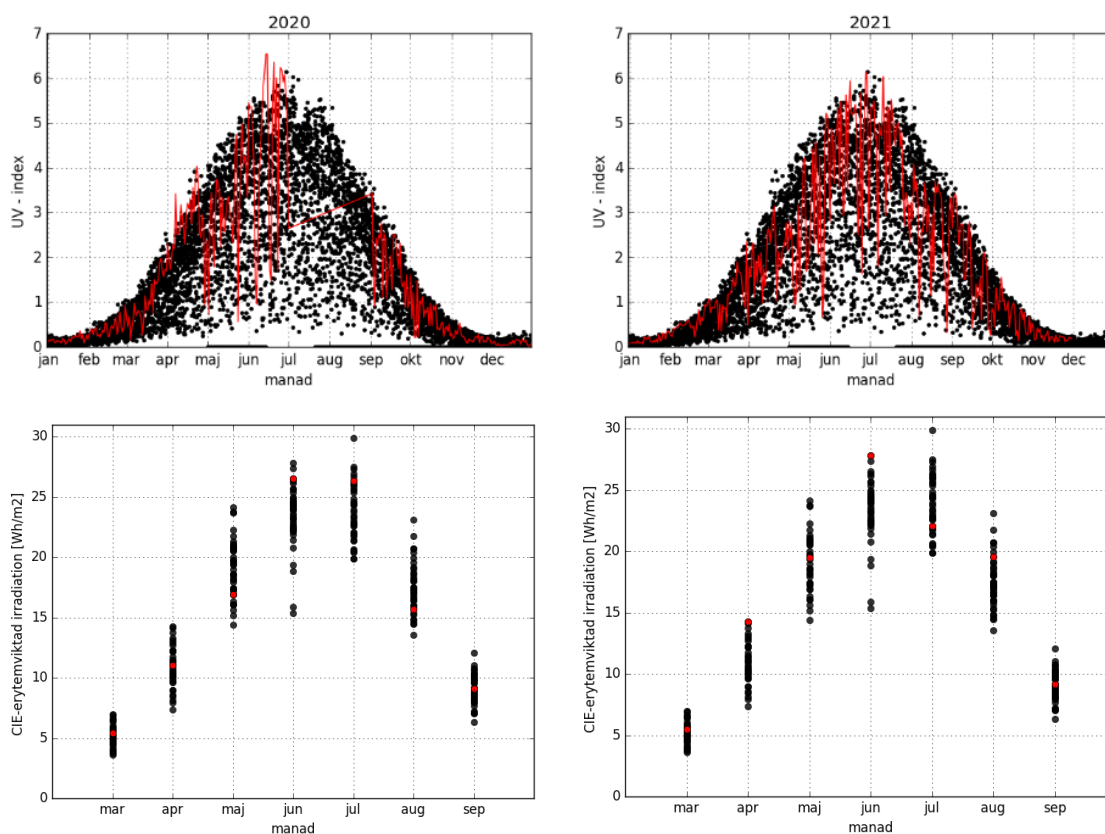 2020
7
6
5
4
3
2
1
0
UV - index
jan feb mar apr maj jun jul aug sep okt nov dec
manad
2021
7
6
5
4
3
2
1
0
UV - index
jan feb mar apr maj jun jul aug sep okt nov dec
manad
30
25
20
15
10
5
0
CIE-erytemviktad irradiation [Wh/m2]
mar apr maj jun jul aug sep
manad
30
25
20
15
10
5
0
CIE-erytemviktad irradiation [Wh/m2]
mar apr maj jun jul aug sep
manad